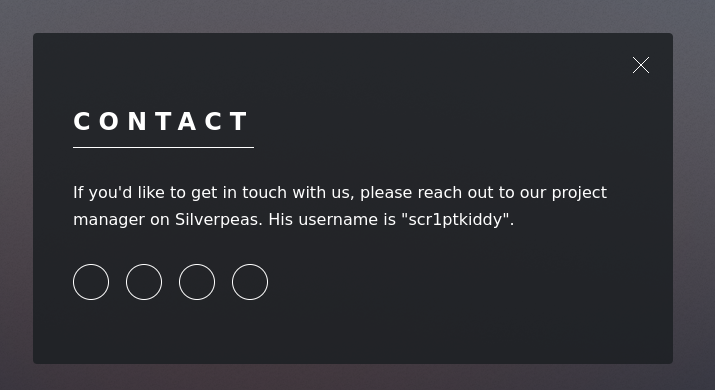 CONTACT
If you'd like to get in touch with us, please reach out to our project
manager on Silverpeas. His username is "scr1ptkiddy".